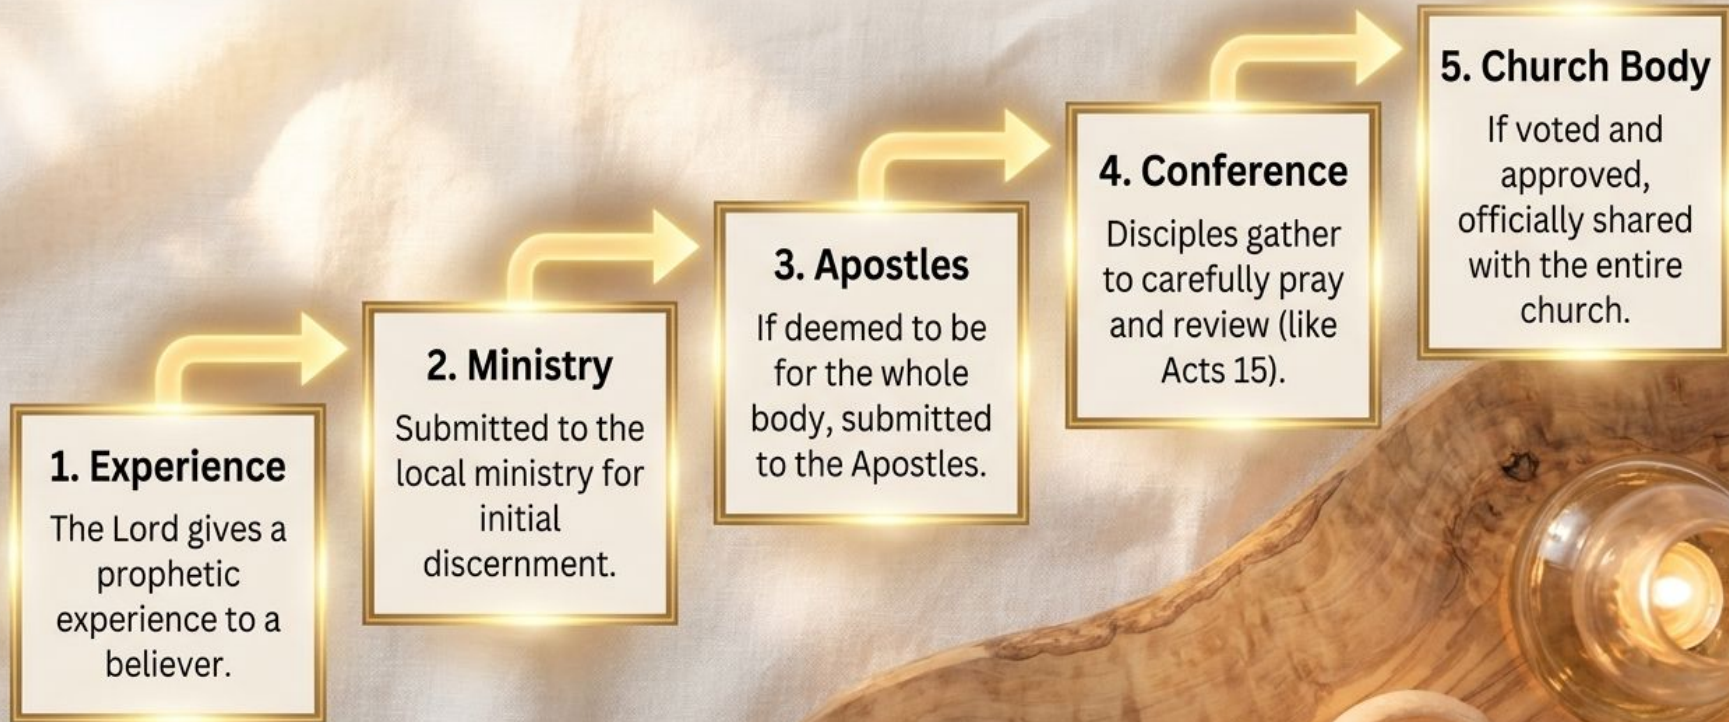 1. Experience
The Lord gives a
prophetic
experience to a
believer.
2. Ministry
Submitted to the
local ministry for
initial
discernment.
3. Apostles
If deemed to be
for the whole
body, submitted
to the Apostles.
4. Conference
Disciples gather
to carefully pray
and review (like
Acts 15).
5. Church Body
If voted and
approved,
officially shared
with the entire
church.